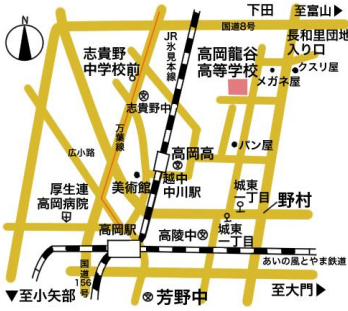 下田 至富山▶
国道8号
N
志貴野
中学校前
JR氷見本線
高岡龍谷
高等学校
長和里団地
入り口
クスリ屋
メガネ屋
志貴野中
万葉線
パン屋
広小路
高岡高
越中
中川駅
美術館
厚生連
高岡病院
城東
二丁目
野村
高岡駅
高陵中
城東
一丁目
あいの風とやま鉄道
国道156号
▼至小矢部
芳野中
至大門▶